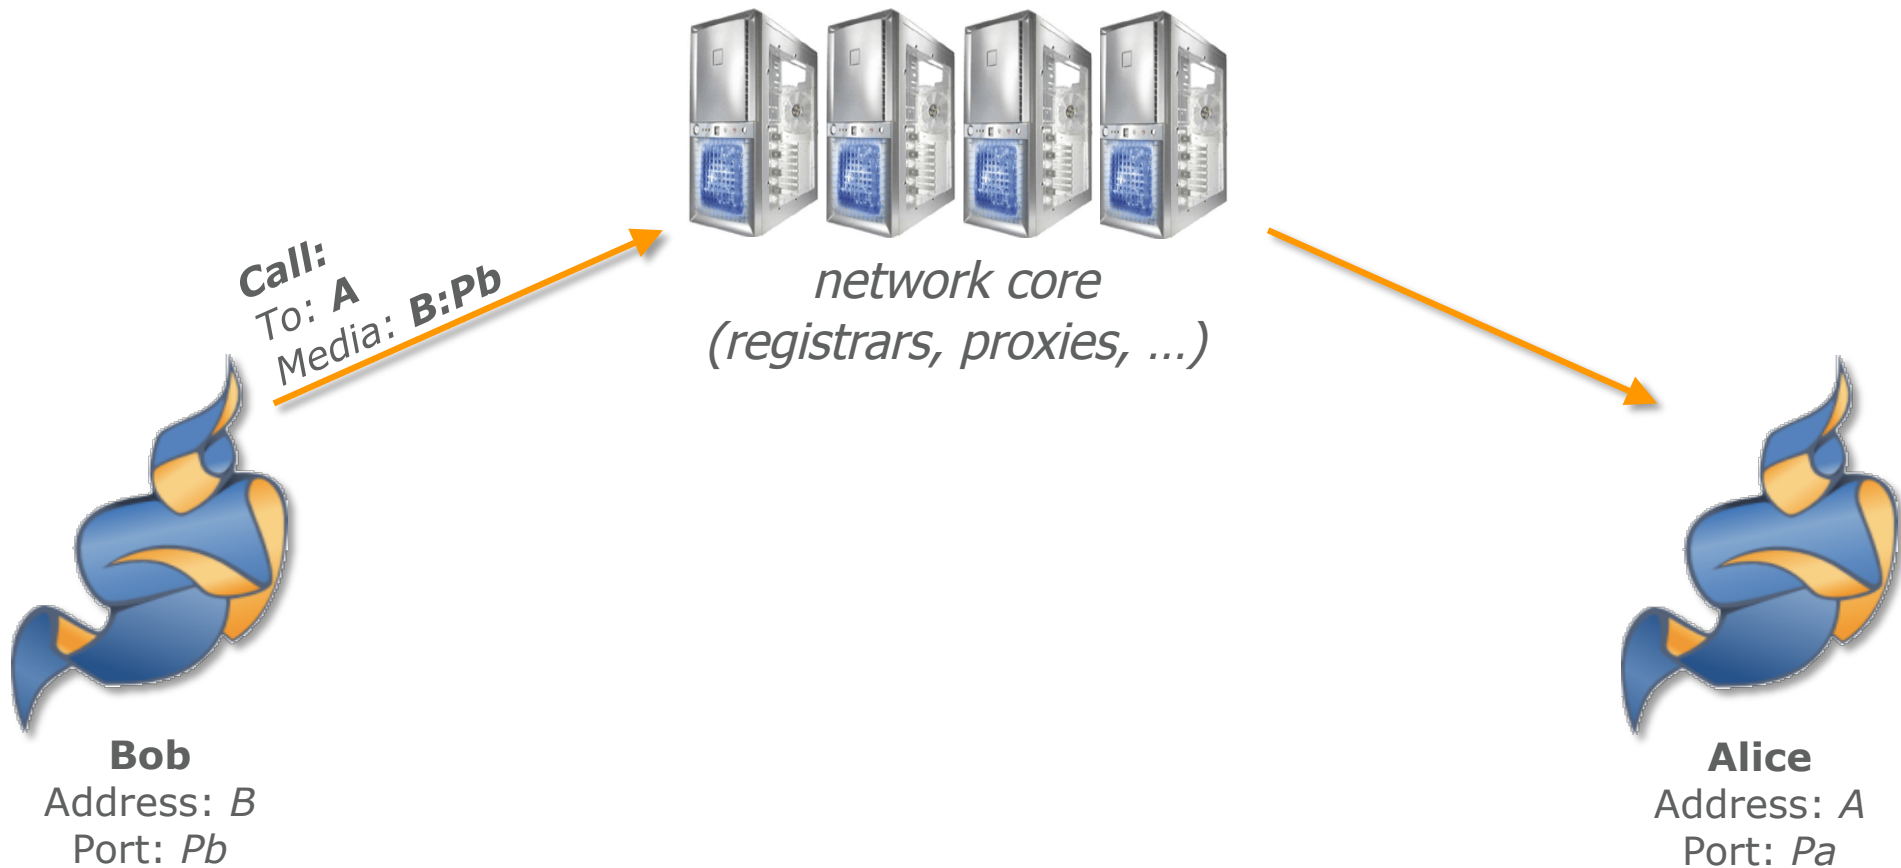 Call:
To: A
Media: B:Pb
network core
(registrars, proxies, ...)
Bob
Address: B
Port: Pb
Alice
Address: A
Port: Pa